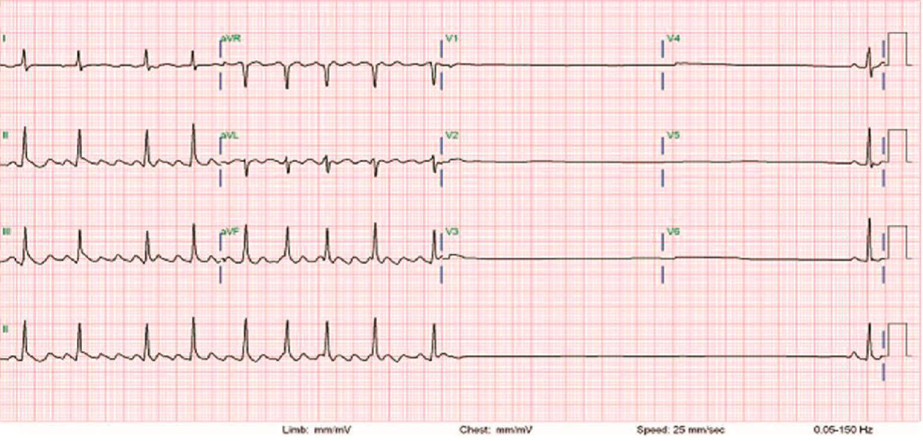 I aVR V1 V4
II aVL V2 V5
III aVF V3 V6
II
Limb: mm/mV Chest: mm/mV Speed: 25 mm/sec 0.05-150 Hz